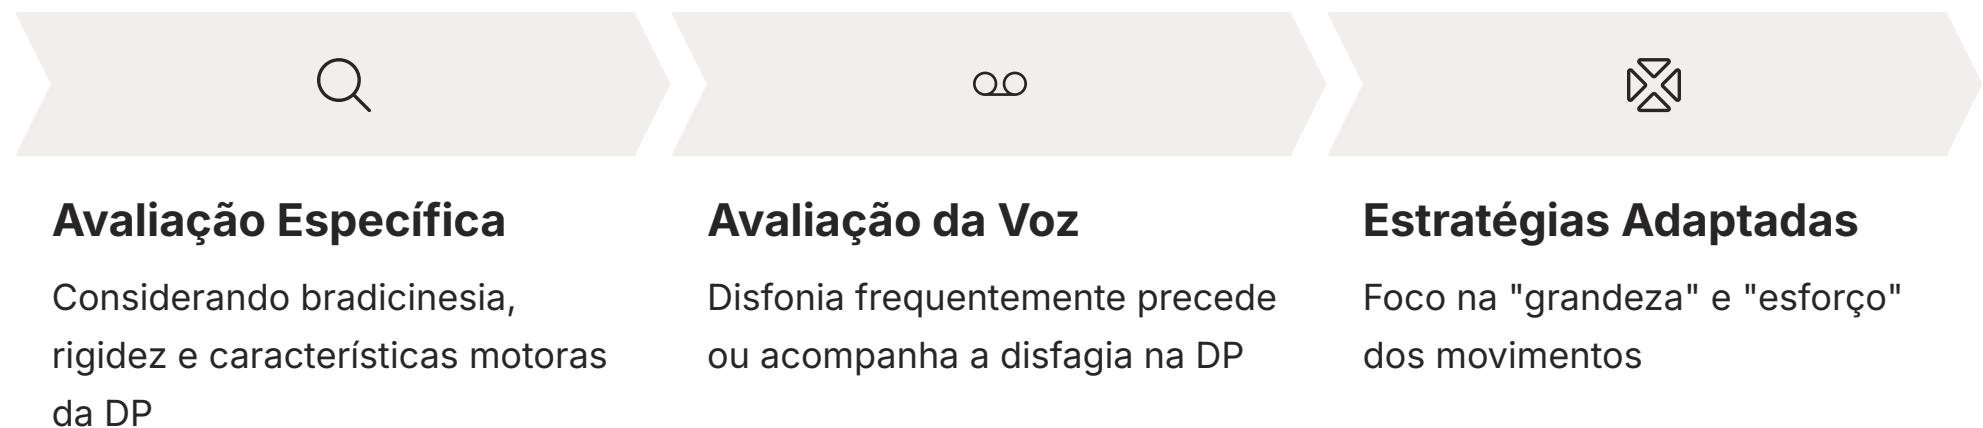 Avaliação Específica
Considerando bradicinesia,
rigidez e características motoras
da DP
Avaliação da Voz
Disfonia frequentemente precede
ou acompanha a disfagia na DP
Estratégias Adaptadas
Foco na "grandeza" e "esforço"
dos movimentos